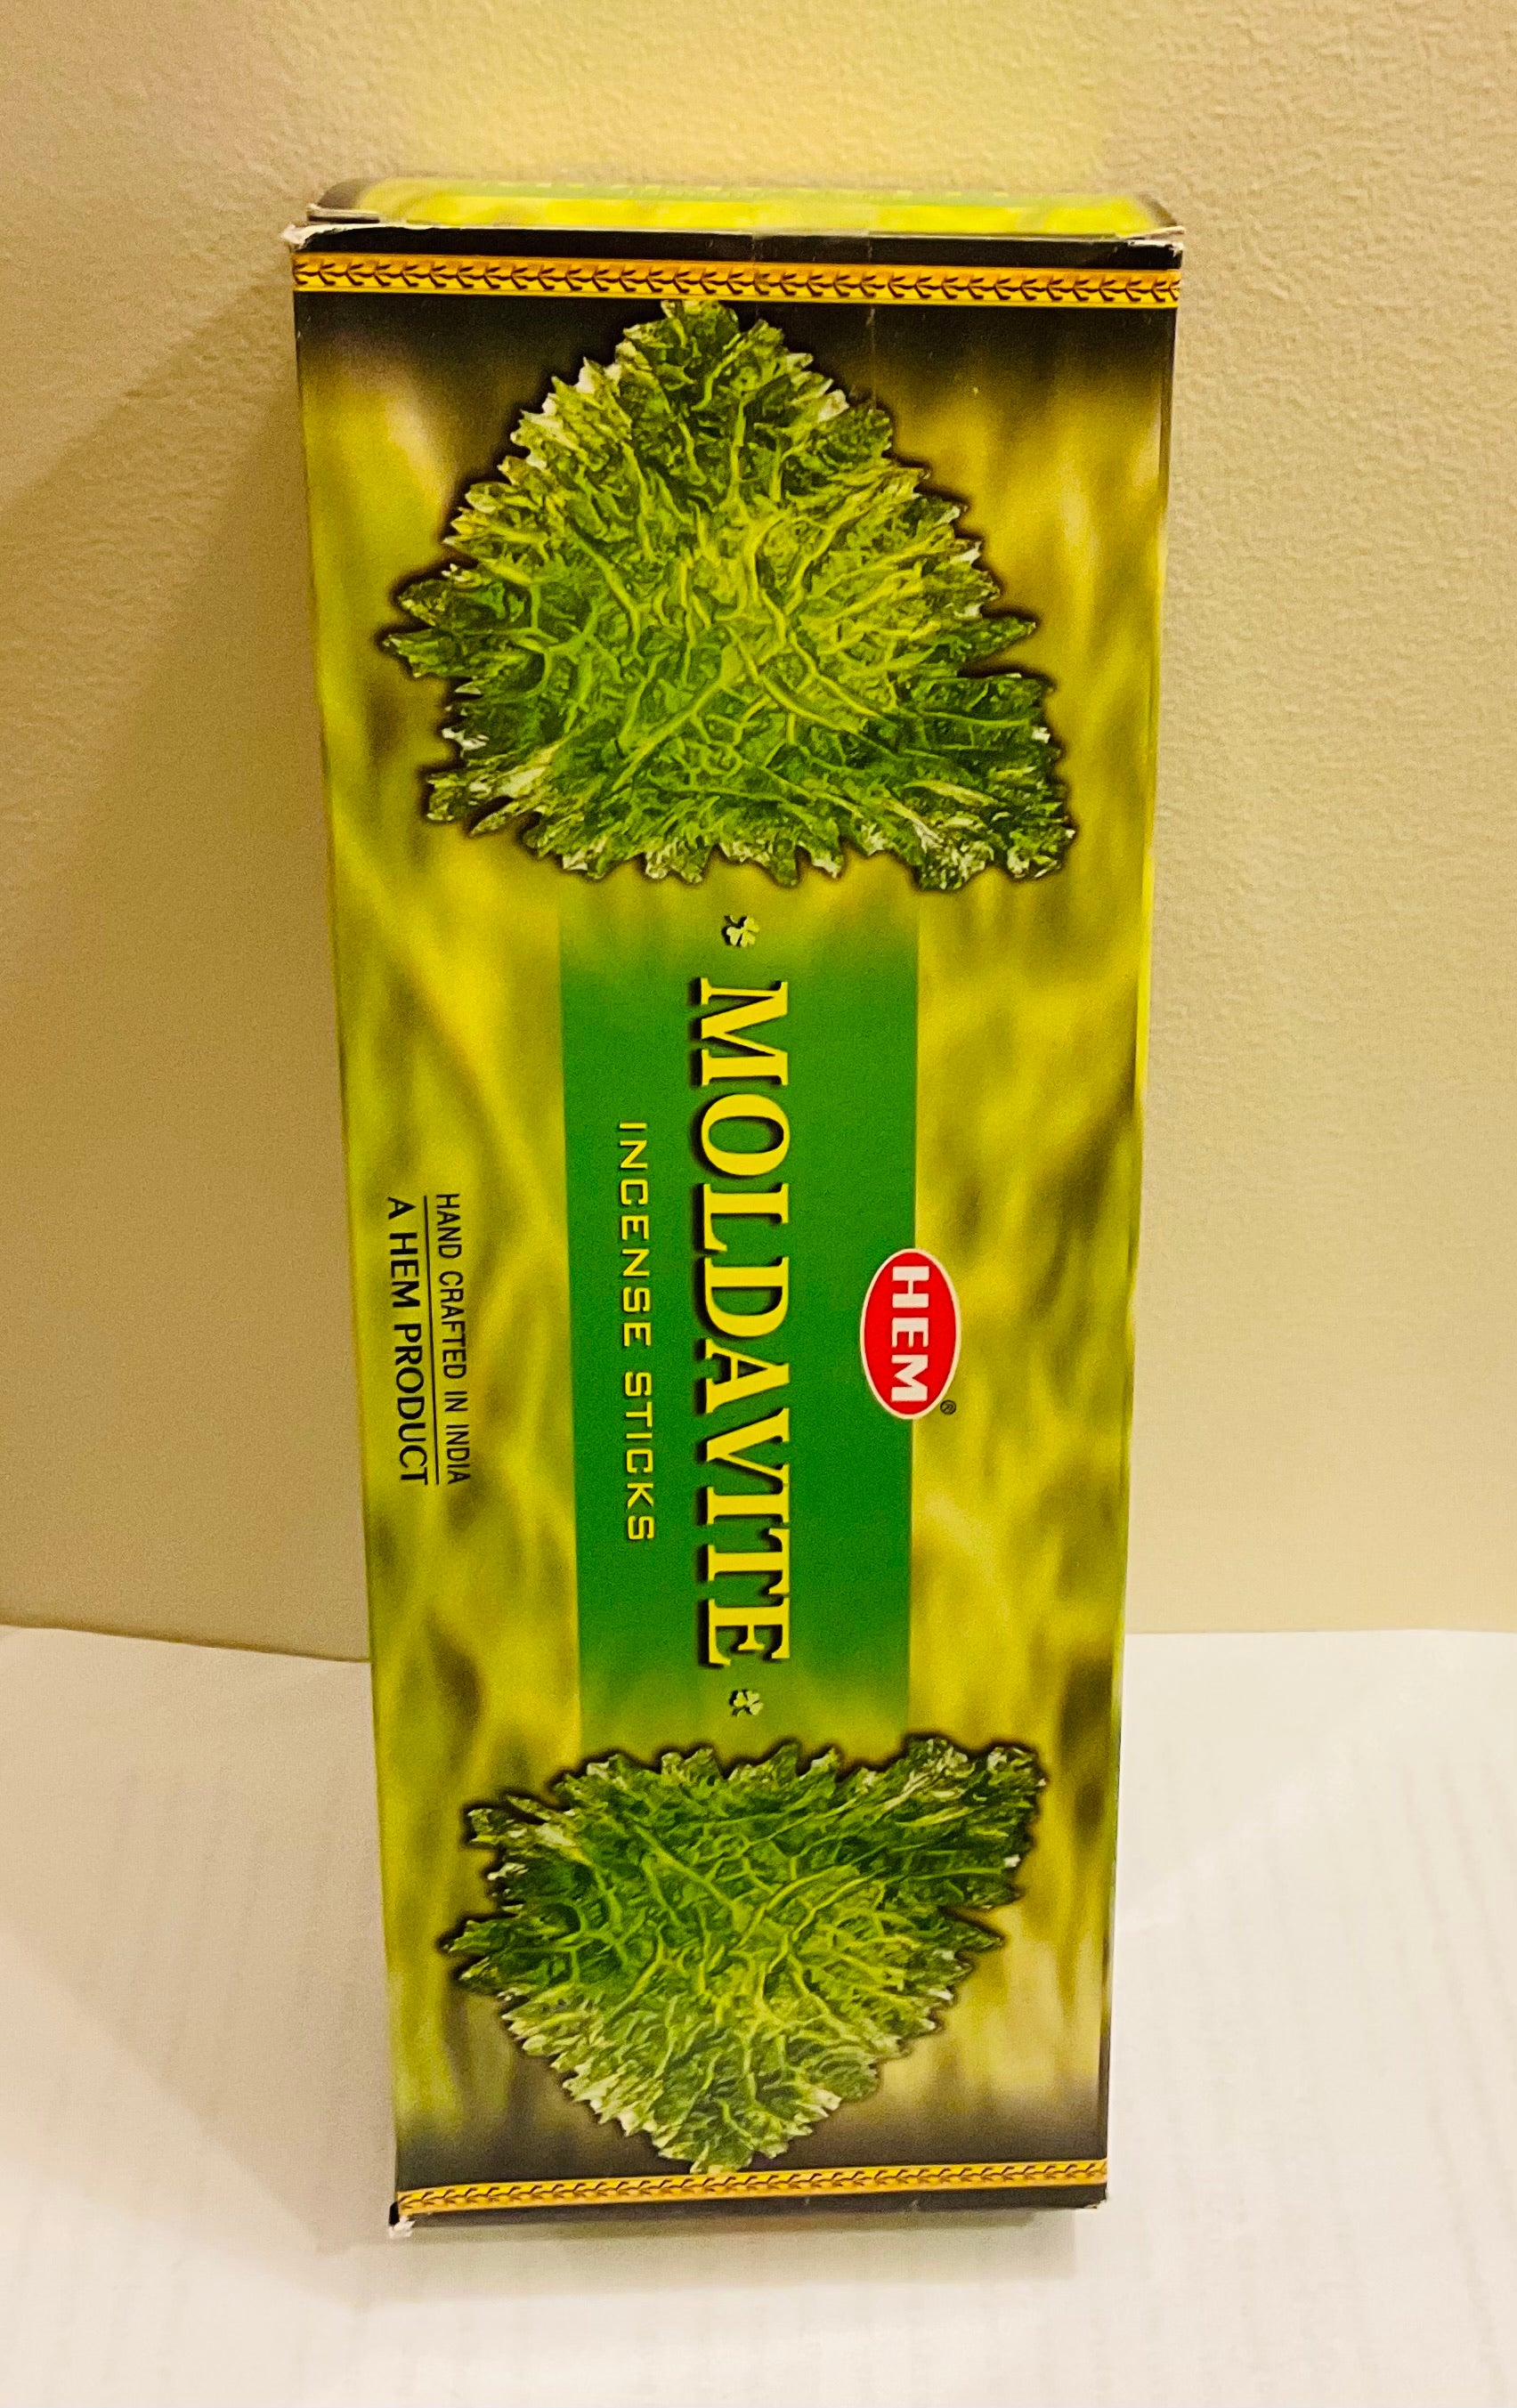 HEM®
MOLDAVITE
INCENSE STICKS
HAND CRAFTED IN INDIA
A HEM PRODUCT